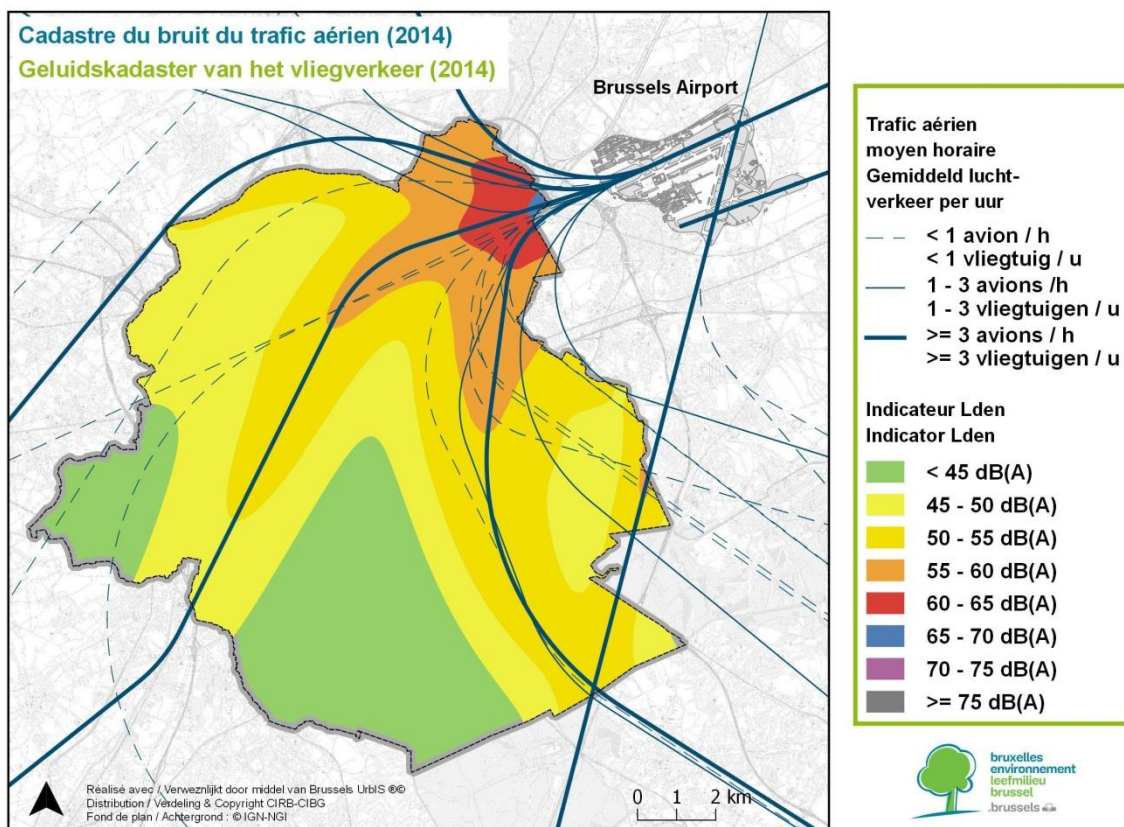 Cadastre du bruit du trafic aérien (2014)
Geluidskadaster van het vliegverkeer (2014)
Brussels Airport
Trafic aérien
moyen horaire
Gemiddeld lucht-
verkeer per uur
< 1 avion / h
< 1 vliegtuig / u
1 - 3 avions /h
1 - 3 vliegtuigen / u
>= 3 avions / h
>= 3 vliegtuigen / u
Indicateur Lden
Indicator Lden
< 45 dB(A)
45 - 50 dB(A)
50 - 55 dB(A)
55 - 60 dB(A)
60 - 65 dB(A)
65 - 70 dB(A)
70 - 75 dB(A)
>= 75 dB(A)
Réalisé avec / Verweznlijkt door middel van Brussels UrbIS ®©
Distribution / Verdeling & Copyright CIRB-CIBG
Fond de plan / Achtergrond : © IGN-NGI
0 1 2 km
bruxelles
environnement
leefmilieu
brussel
.brussels